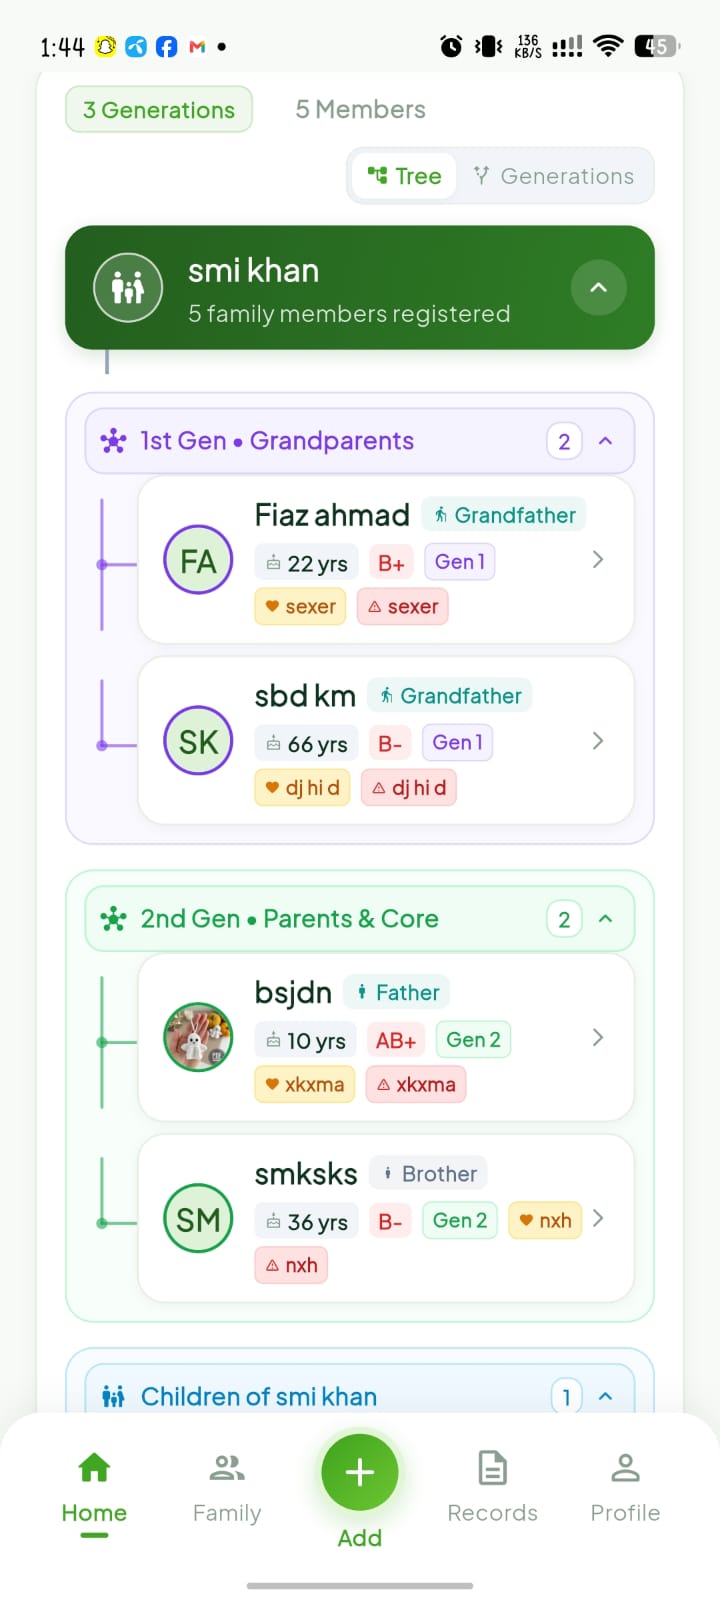 1:44 136 KB/S 45
3 Generations 5 Members
Tree Generations
smi khan
5 family members registered
1st Gen • Grandparents 2
FA Fiaz ahmad Grandfather
22 yrs B+ Gen 1
sexer sexer
SK sbd km Grandfather
66 yrs B- Gen 1
dj hi d dj hi d
2nd Gen • Parents & Core 2
bsjdn Father
10 yrs AB+ Gen 2
xkxma xkxma
SM smksks Brother
36 yrs B- Gen 2 nxh
nxh
Children of smi khan 1
Home Family Add Records Profile